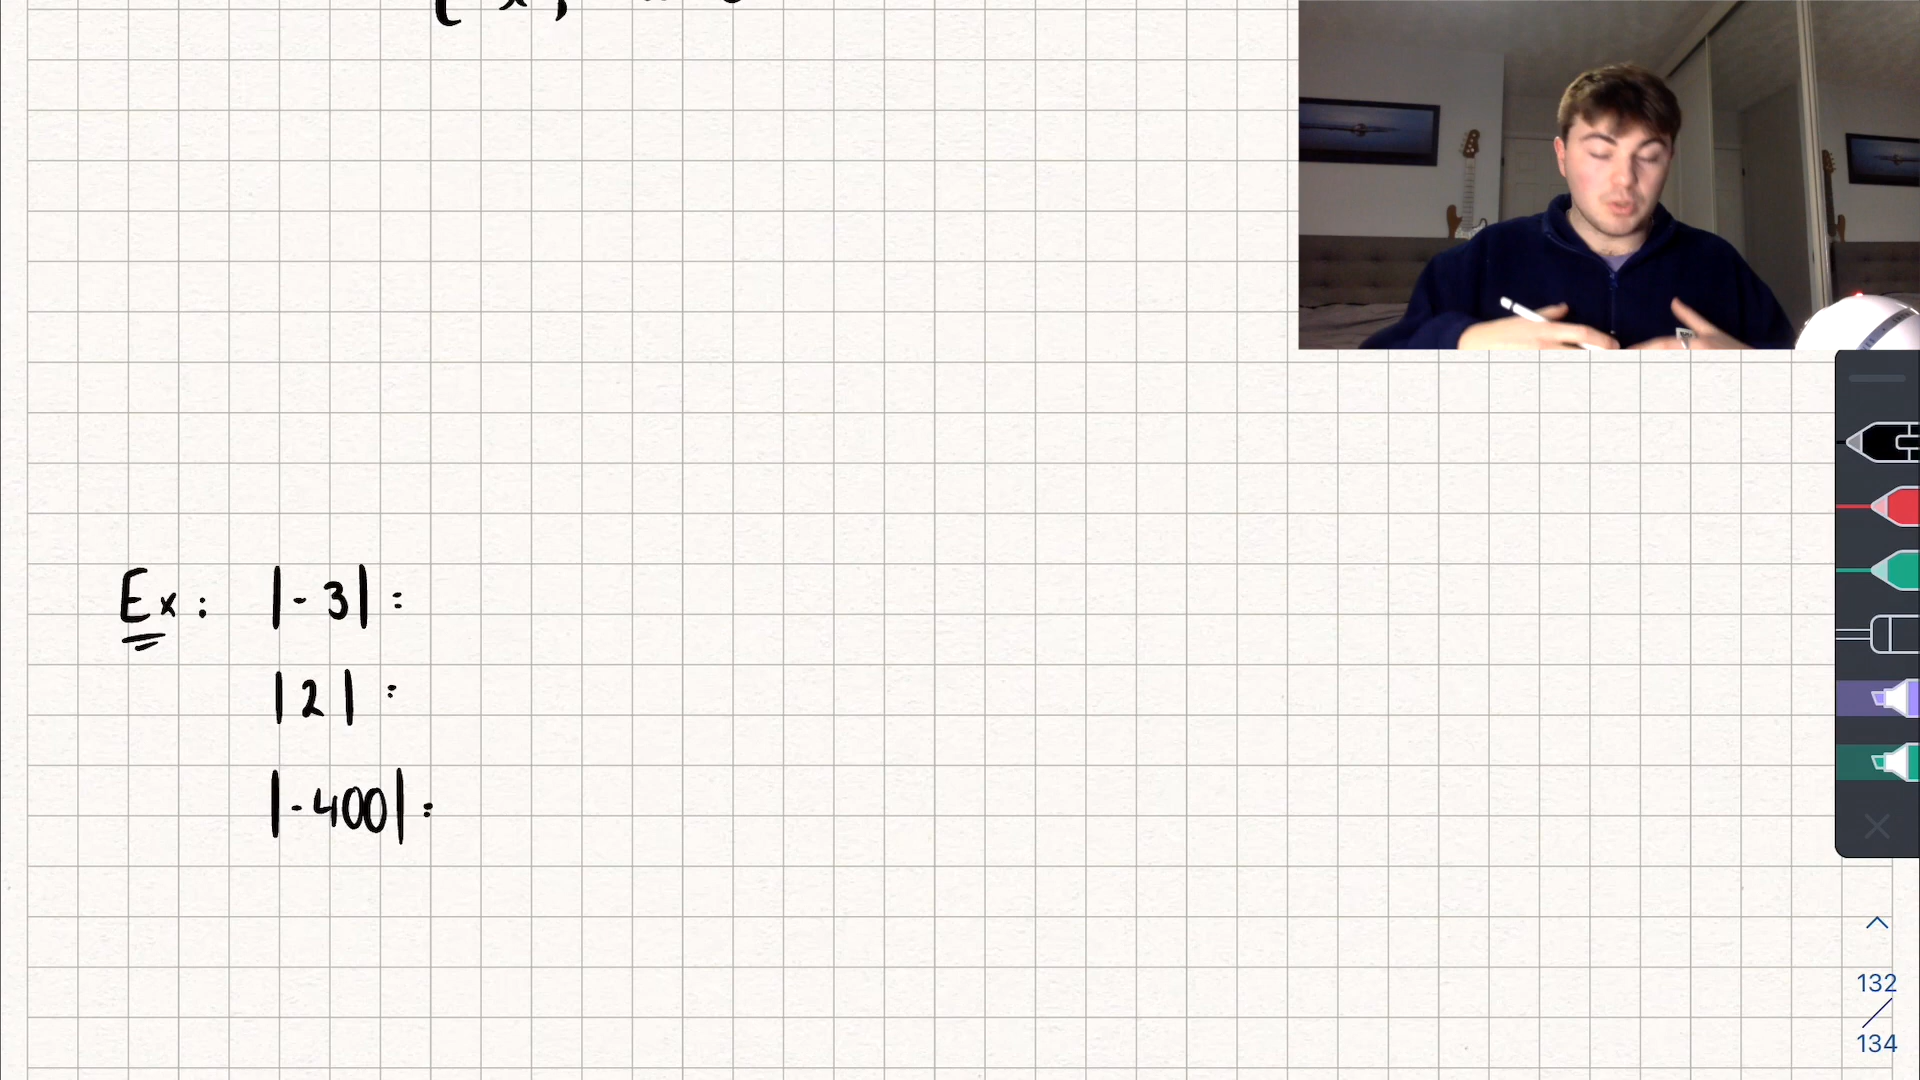 Ex: |-3| =
|2| =
|-400| =
132
134